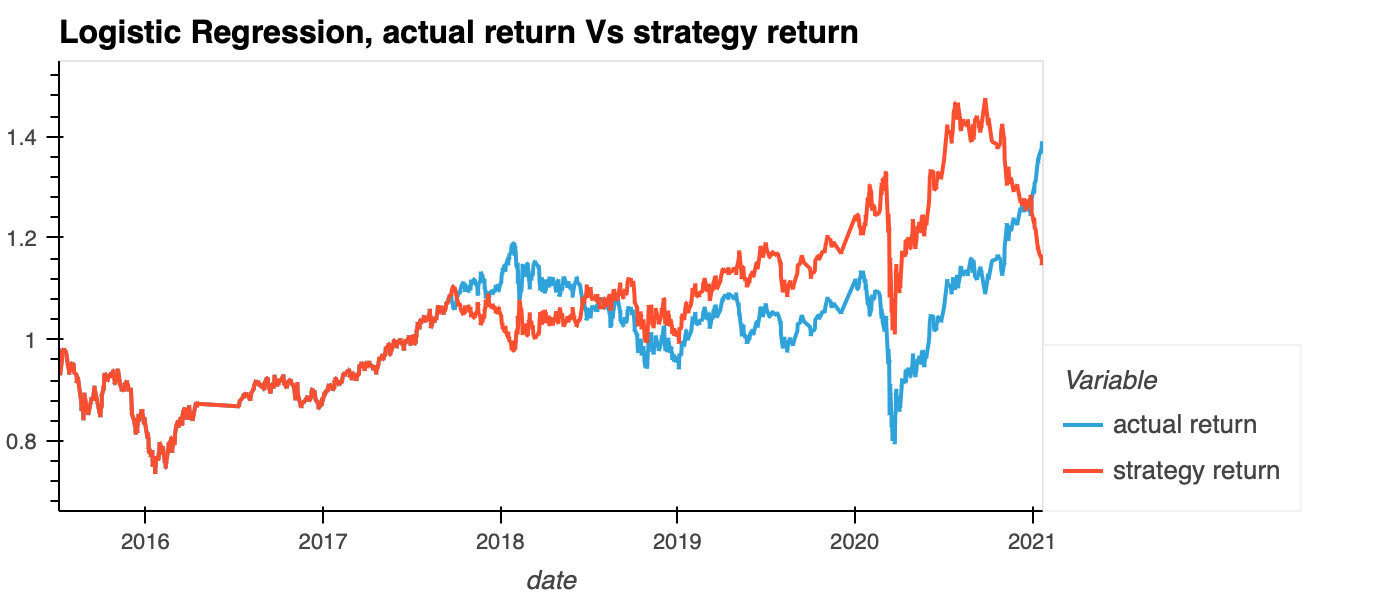 Logistic Regression, actual return Vs strategy return
1.4
1.2
1
0.8
2016 2017 2018 2019 2020 2021
date
Variable
actual return
strategy return